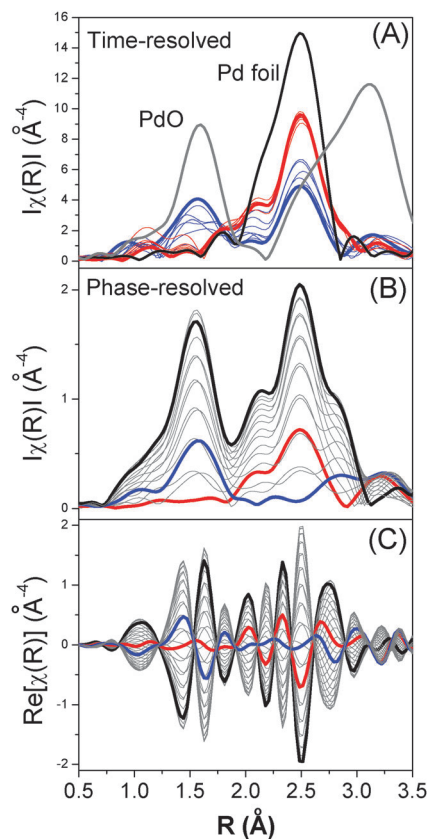 16
14
12
10
8
6
4
2
0
Time-resolved
(A)
Pd foil
PdO
|χ(R)| (Å⁻⁴)
2
1
0
Phase-resolved
(B)
|χ(R)| (Å⁻⁴)
2
1
0
-1
-2
(C)
Re[χ(R)] (Å⁻⁴)
0.5 1.0 1.5 2.0 2.5 3.0 3.5
R (Å)